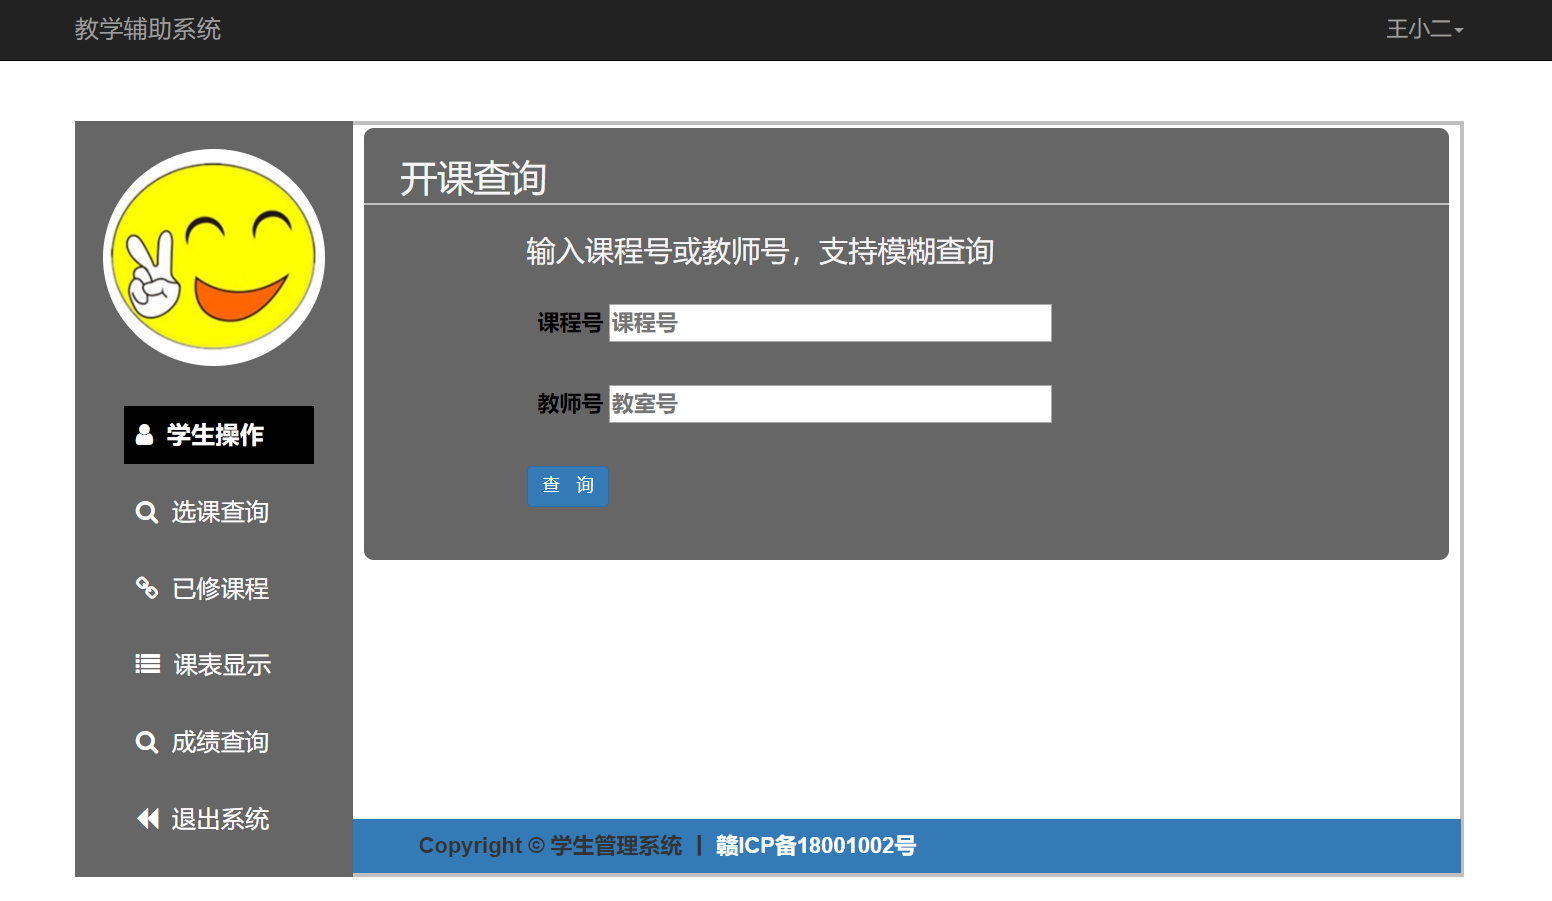 教学辅助系统
王小二
开课查询
输入课程号或教师号，支持模糊查询
课程号 课程号
教师号 教室号
查 询
学生操作
选课查询
已修课程
课表显示
成绩查询
退出系统
Copyright © 学生管理系统 | 赣ICP备18001002号